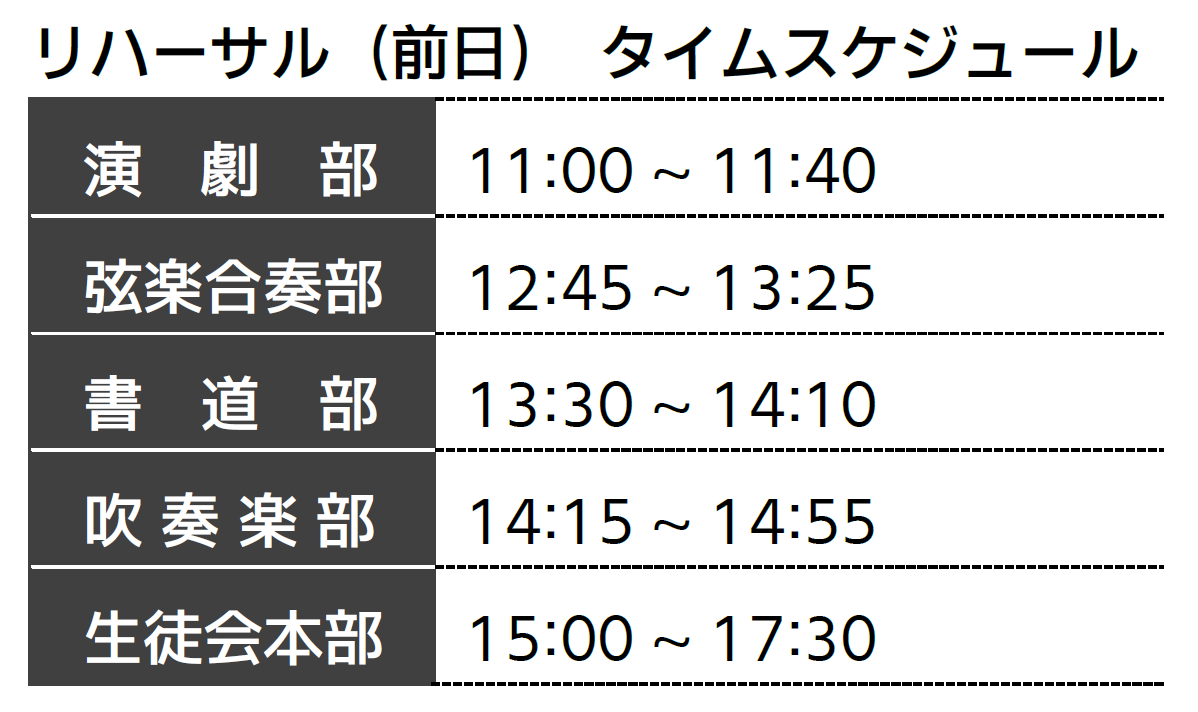 リハーサル（前日）　タイムスケジュール
演　劇　部　11:00 ~ 11:40
弦楽合奏部　12:45 ~ 13:25
書　道　部　13:30 ~ 14:10
吹 奏 楽 部　14:15 ~ 14:55
生徒会本部　15:00 ~ 17:30